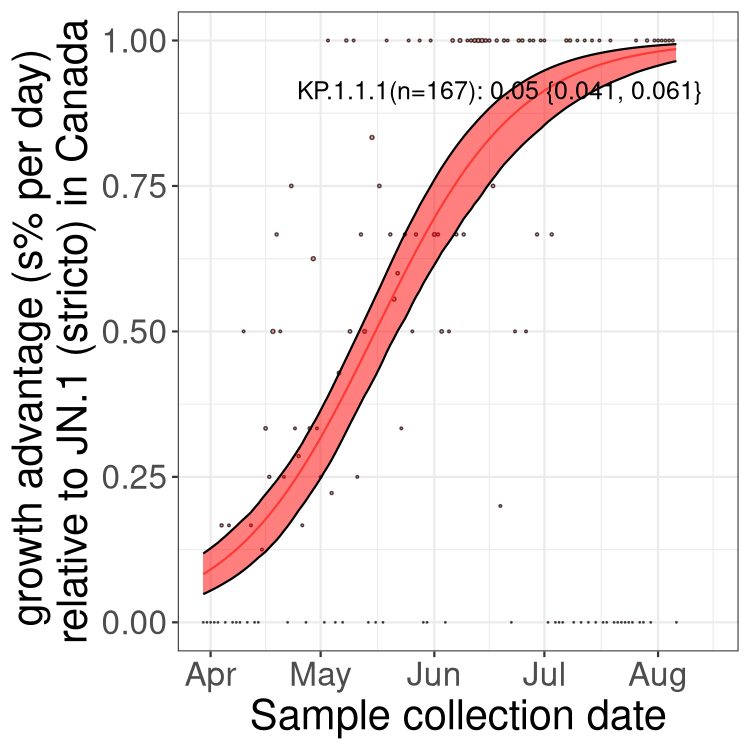 growth advantage (s% per day)
relative to JN.1 (stricto) in Canada
1.00
0.75
0.50
0.25
0.00
KP.1.1.1(n=167): 0.05 {0.041, 0.061}
Apr May Jun Jul Aug
Sample collection date